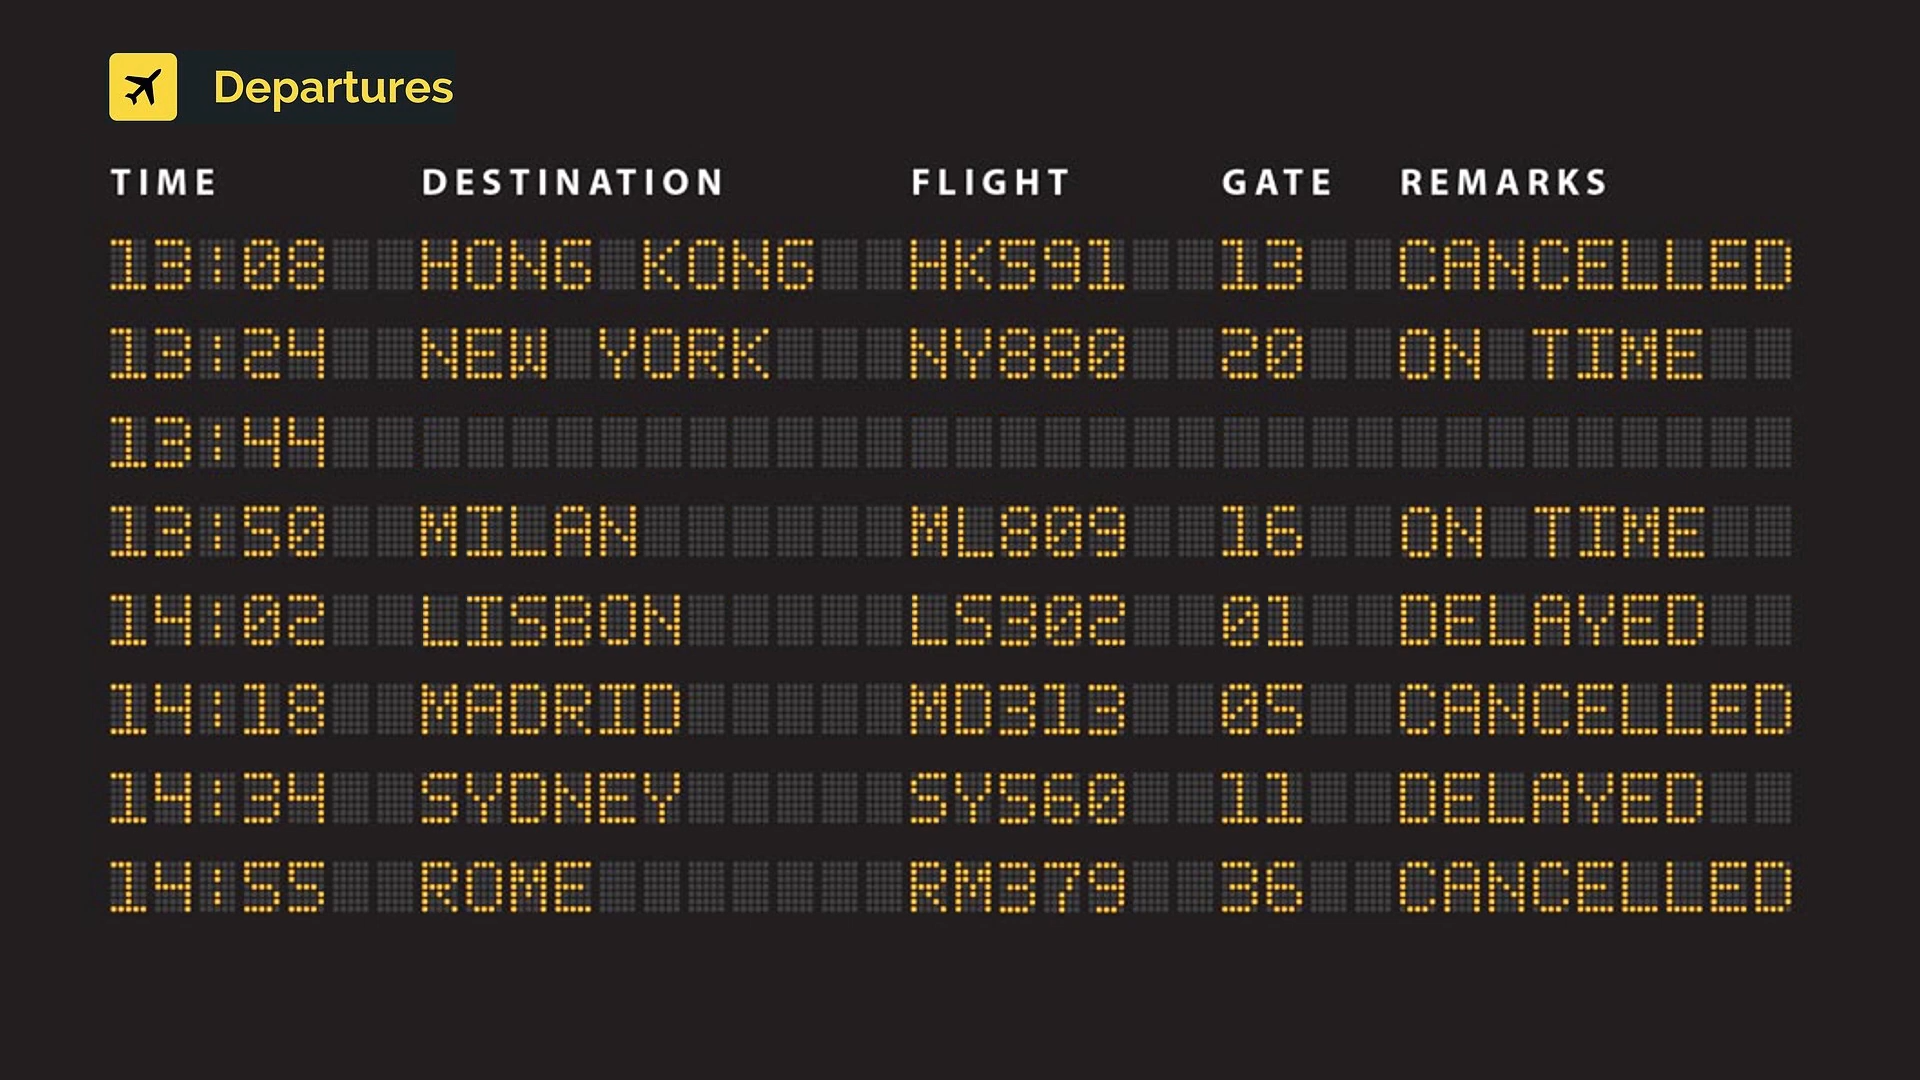 Departures
TIME DESTINATION FLIGHT GATE REMARKS
13:08 HONG KONG HK591 13 CANCELLED
13:24 NEW YORK NY880 20 ON TIME
13:44
13:50 MILAN ML809 16 ON TIME
14:02 LISBON LS302 01 DELAYED
14:18 MADRID MD313 05 CANCELLED
14:34 SYDNEY SY560 11 DELAYED
14:55 ROME RM379 36 CANCELLED